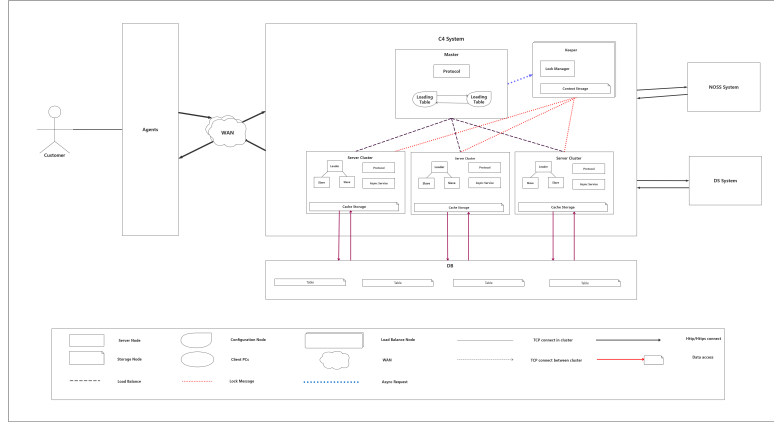 C4 System
Master
Protocol
Loading
Table
Loading
Table
Keeper
Lock Manager
Context Storage
NOSS System
Agents
WAN
Customer
Server Cluster
Leader
Protocol
Slave
Slave
Async Service
Cache Storage
Server Cluster
Leader
Protocol
Slave
Slave
Async Service
Cache Storage
Server Cluster
Leader
Protocol
Slave
Slave
Async Service
Cache Storage
DS System
DB
Table
Table
Table
Table
Server Node
Configuration Node
Load Balance Node
TCP connect in cluster
Http/Https connect
Storage Node
Client PCs
WAN
TCP connect between cluster
Data access
Load Balance
Lock Message
Async Request